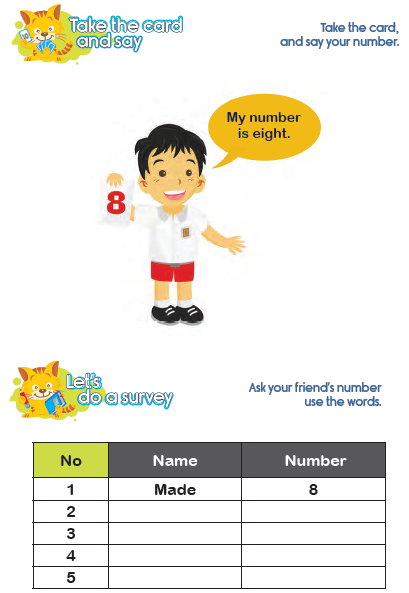 Take the card
and say
Take the card,
and say your number.
10
My number
is eight.
8
Let's
do a survey
Ask your friend's number
use the words.
No Name Number
1 Made 8
2
3
4
5